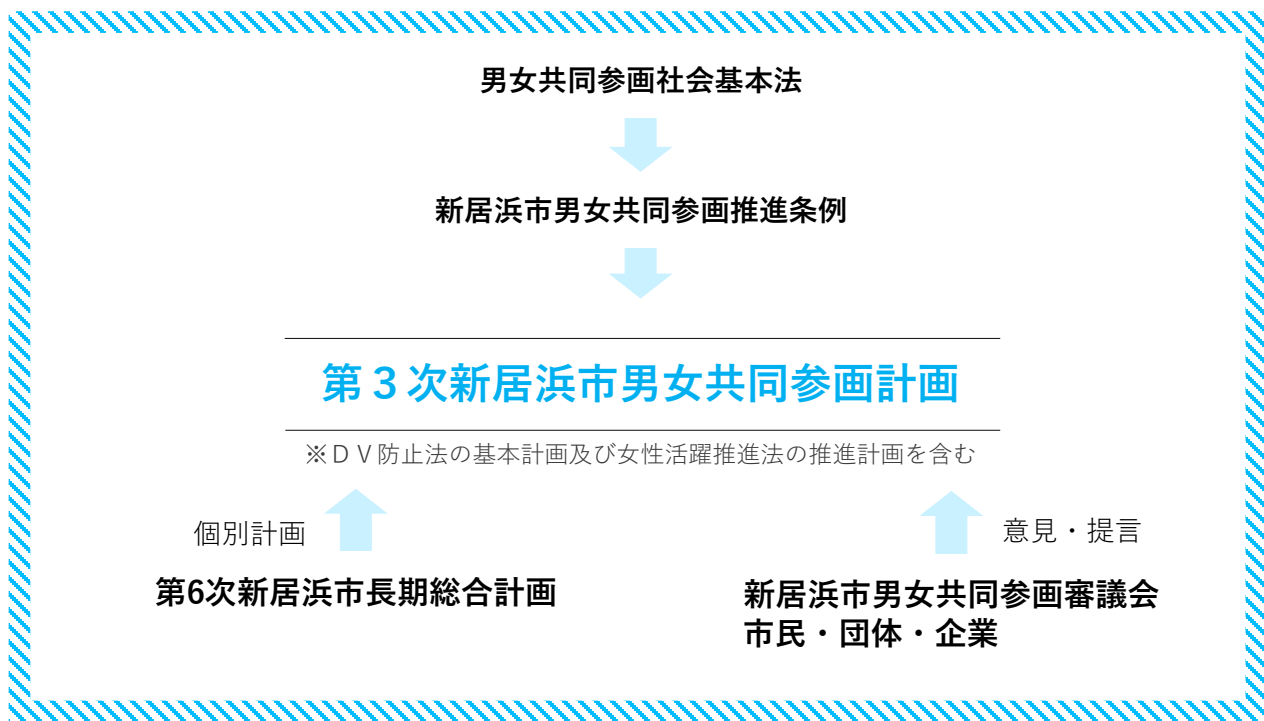 男女共同参画社会基本法
新居浜市男女共同参画推進条例
第３次新居浜市男女共同参画計画
※ＤＶ防止法の基本計画及び女性活躍推進法の推進計画を含む
個別計画
意見・提言
第6次新居浜市長期総合計画
新居浜市男女共同参画審議会
市民・団体・企業